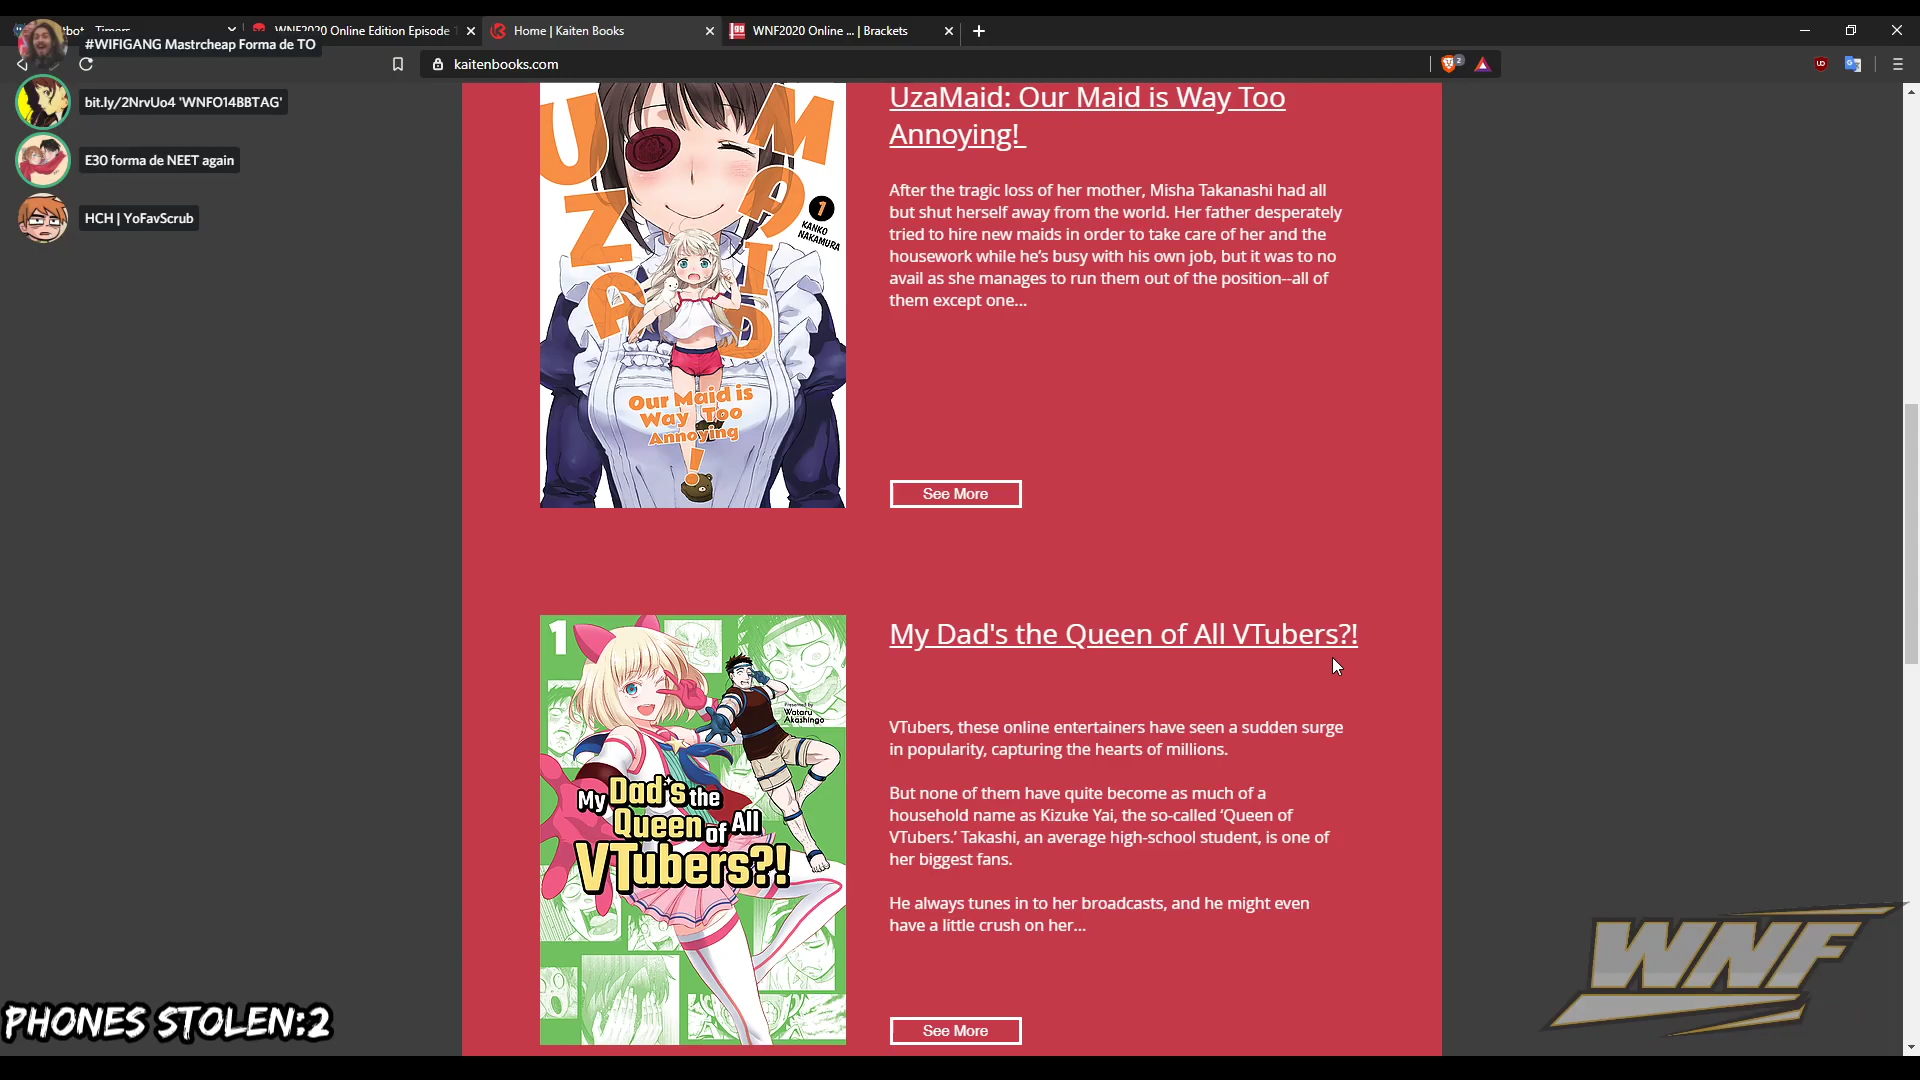 WNF2020 Online Edition Episode
Home | Kaiten Books
WNF2020 Online ... | Brackets
#WIFIGANG Mastrcheap Forma de TO
kaitenbooks.com
2
bit.ly/2NrvUo4 'WNFO14BBTAG'
E30 forma de NEET again
HCH | YoFavScrub
UZA
MAID
1
KANKO
NAKAMURA
Our Maid is
Way Too
Annoying
!
UzaMaid: Our Maid is Way Too
Annoying!
After the tragic loss of her mother, Misha Takanashi had all
but shut herself away from the world. Her father desperately
tried to hire new maids in order to take care of her and the
housework while he's busy with his own job, but it was to no
avail as she manages to run them out of the position--all of
them except one...
See More
1
Presented by
Wataru
Akashingo
My Dad's the
Queen of All
VTubers?!
My Dad's the Queen of All VTubers?!
VTubers, these online entertainers have seen a sudden surge
in popularity, capturing the hearts of millions.
But none of them have quite become as much of a
household name as Kizuke Yai, the so-called ‘Queen of
VTubers.’ Takashi, an average high-school student, is one of
her biggest fans.
He always tunes in to her broadcasts, and he might even
have a little crush on her...
See More
PHONES STOLEN:2
WNF